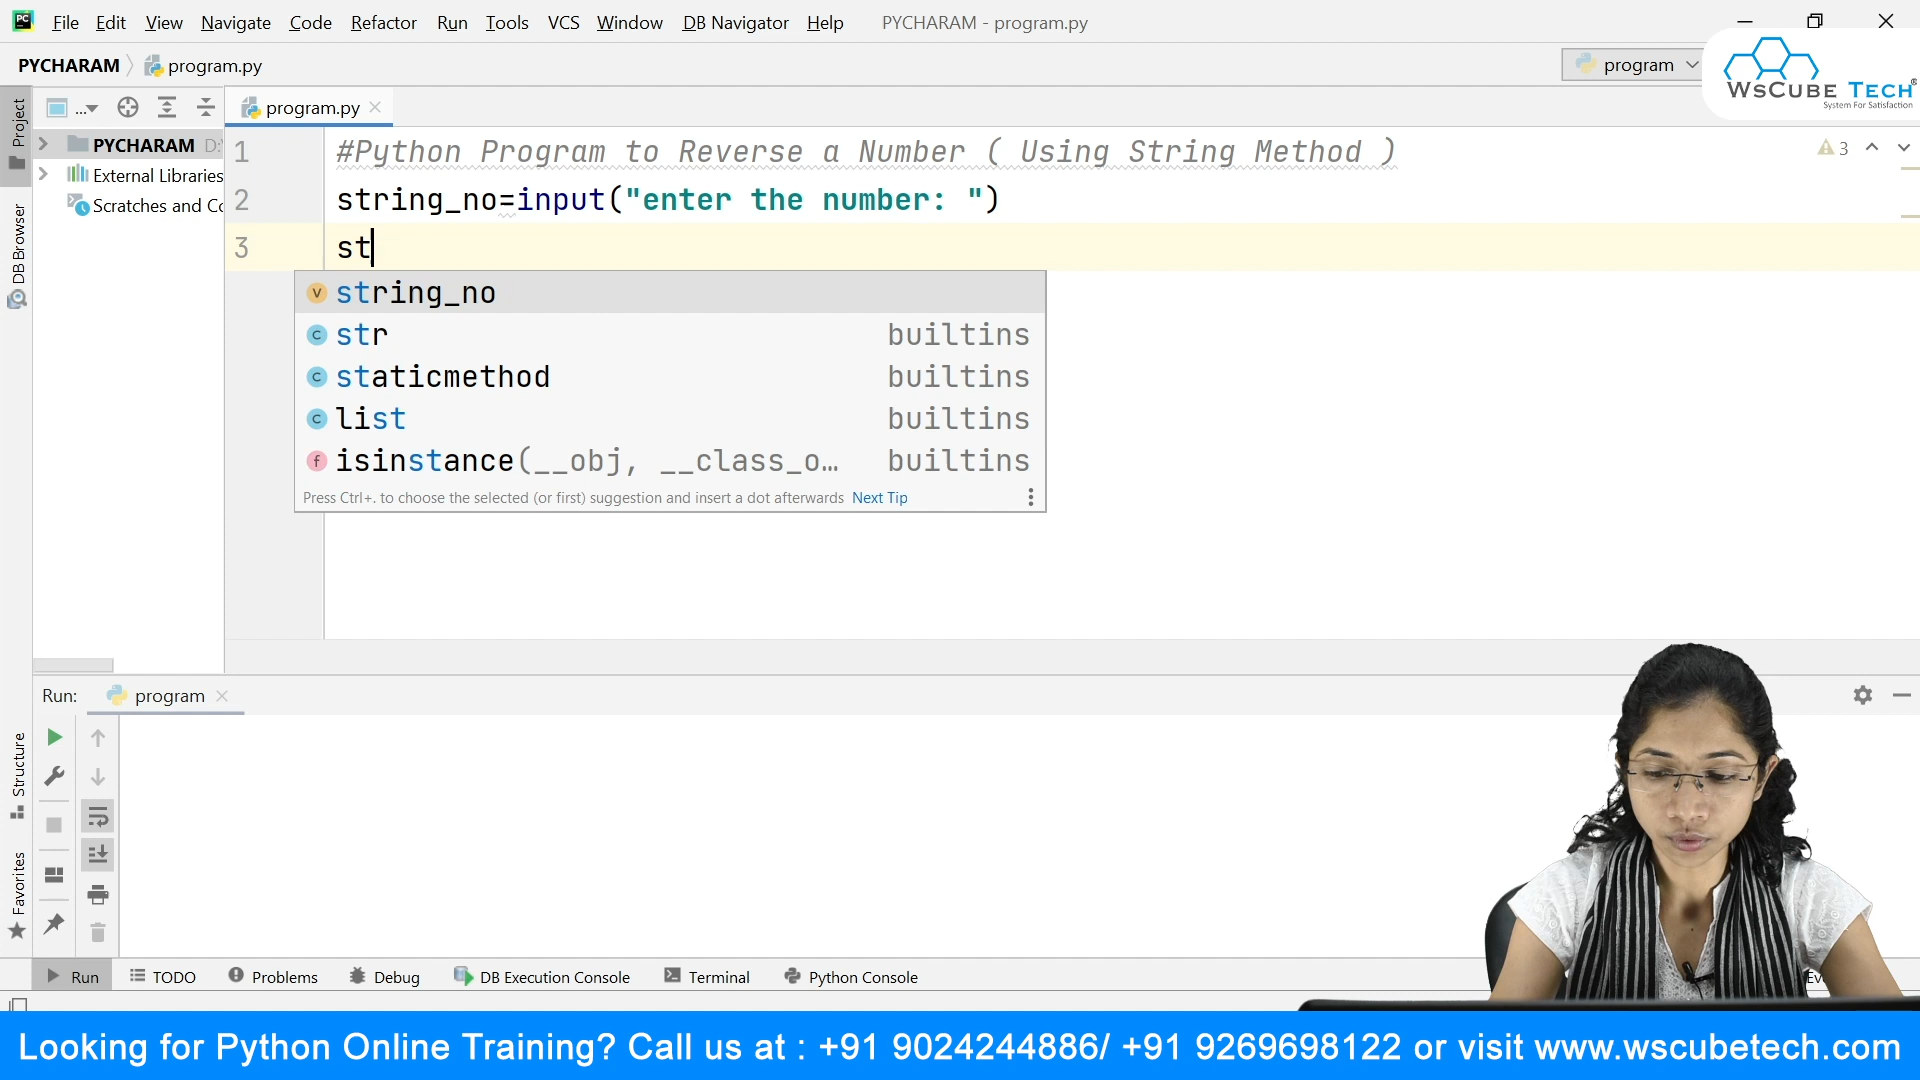 File Edit View Navigate Code Refactor Run Tools VCS Window DB Navigator Help PYCHARAM - program.py
PYCHARAM program.py
program
WsCube Tech®
System For Satisfaction
Project
... program.py
PYCHARAM D:\
External Libraries
Scratches and Co
DB Browser
1 #Python Program to Reverse a Number ( Using String Method )
3
2 string_no=input("enter the number: ")
3 st
string_no
str builtins
staticmethod builtins
list builtins
isinstance(__obj, __class_o... builtins
Press Ctrl+. to choose the selected (or first) suggestion and insert a dot afterwards Next Tip
Run: program
Structure
Favorites
Run TODO Problems Debug DB Execution Console Terminal Python Console
Looking for Python Online Training? Call us at : +91 9024244886/ +91 9269698122 or visit www.wscubetech.com